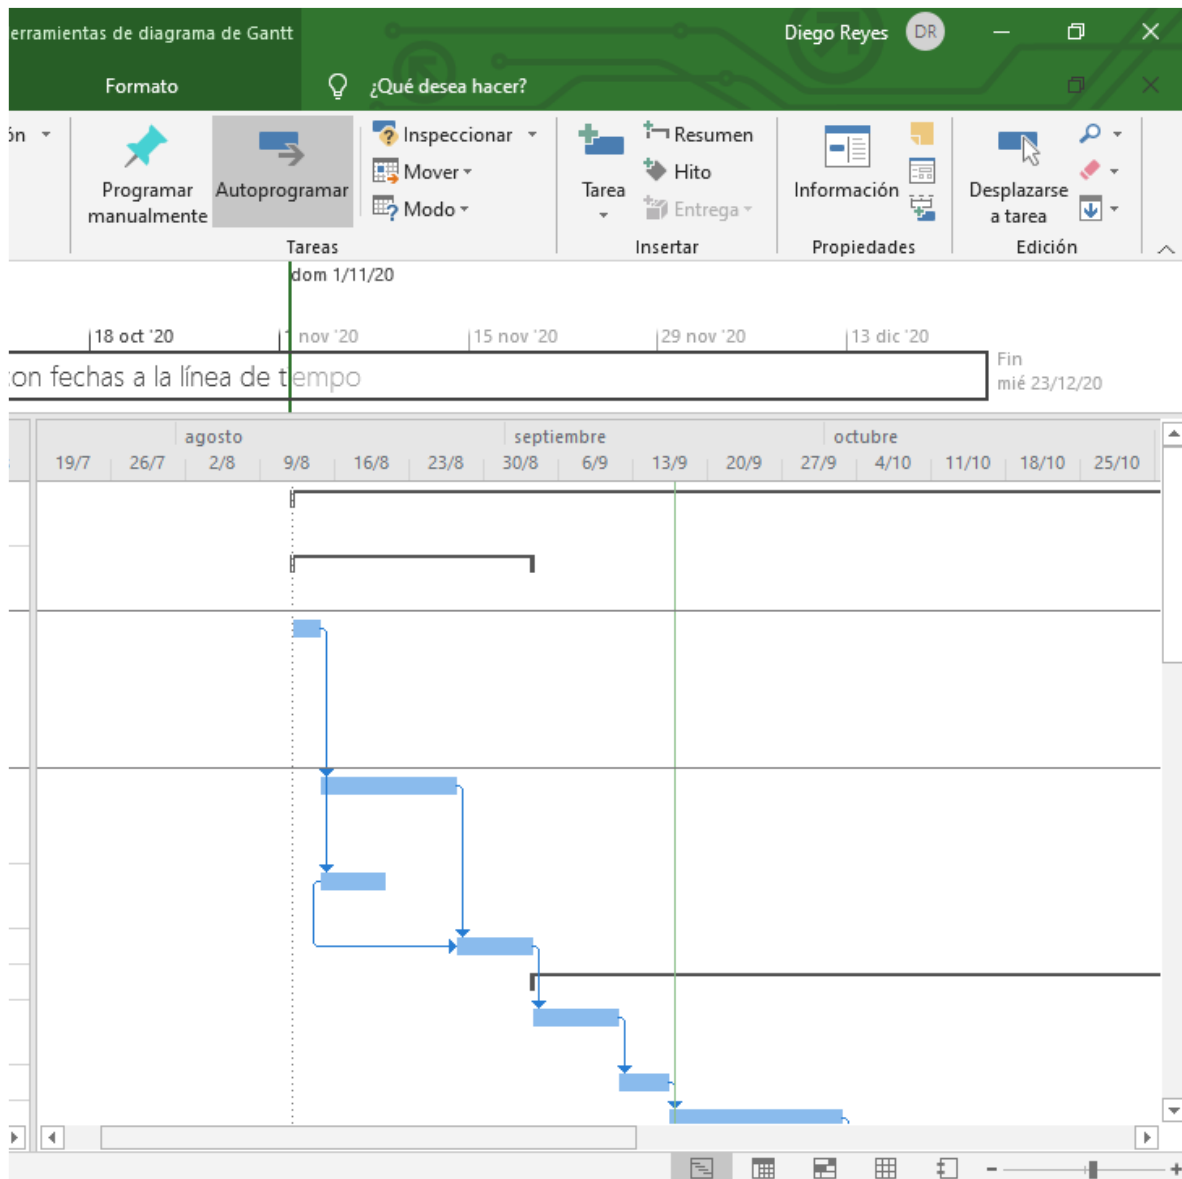 erramientas de diagrama de Gantt
Diego Reyes DR
Formato
¿Qué desea hacer?
ón
Programar manualmente
Autoprogramar
Inspeccionar
Mover
Modo
Tareas
Tarea
Resumen
Hito
Entrega
Insertar
Información
Propiedades
Desplazarse a tarea
Edición
dom 1/11/20
18 oct '20 1 nov '20 15 nov '20 29 nov '20 13 dic '20
on fechas a la línea de tiempo
Fin
mié 23/12/20
agosto septiembre octubre
19/7 26/7 2/8 9/8 16/8 23/8 30/8 6/9 13/9 20/9 27/9 4/10 11/10 18/10 25/10